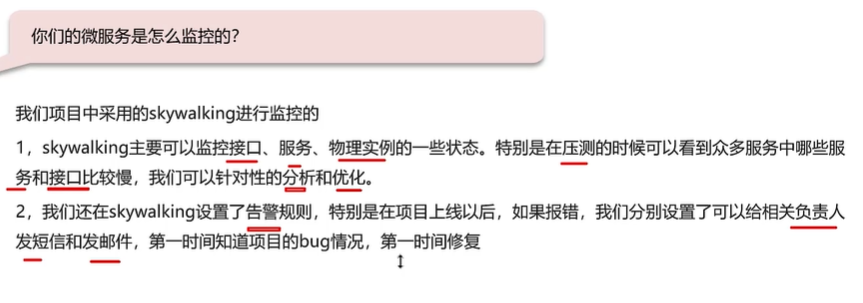 你们的微服务是怎么监控的？
我们项目中采用的skywalking进行监控的
1，skywalking主要可以监控接口、服务、物理实例的一些状态。特别是在压测的时候可以看到众多服务中哪些服
务和接口比较慢，我们可以针对性的分析和优化。
2，我们还在skywalking设置了告警规则，特别是在项目上线以后，如果报错，我们分别设置了可以给相关负责人
发短信和发邮件，第一时间知道项目的bug情况，第一时间修复